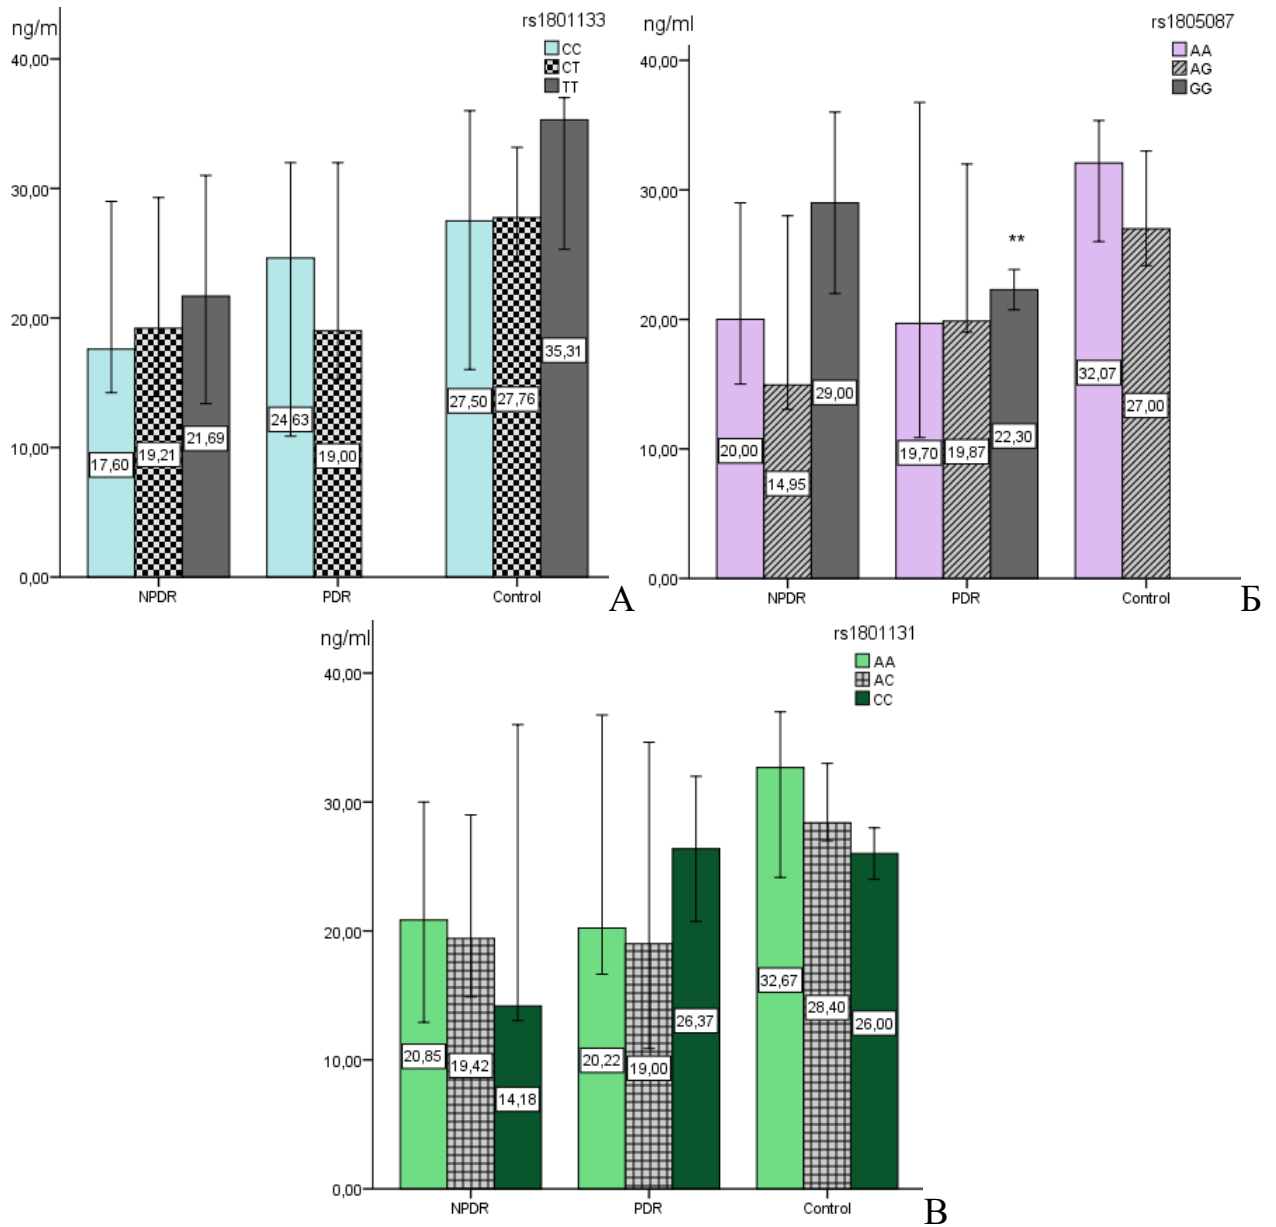 ng/m
rs1801133
CC
CT
TT
40,00
30,00
20,00
10,00
0,00
17,60
19,21
21,69
24,63
19,00
27,50
27,76
35,31
NPDR
PDR
Control
А
ng/ml
rs1805087
AA
AG
GG
40,00
30,00
20,00
10,00
0,00
**
20,00
14,95
29,00
19,70
19,87
22,30
32,07
27,00
NPDR
PDR
Control
Б
ng/ml
rs1801131
AA
AC
CC
40,00
30,00
20,00
10,00
0,00
20,85
19,42
14,18
20,22
19,00
26,37
32,67
28,40
26,00
NPDR
PDR
Control
В